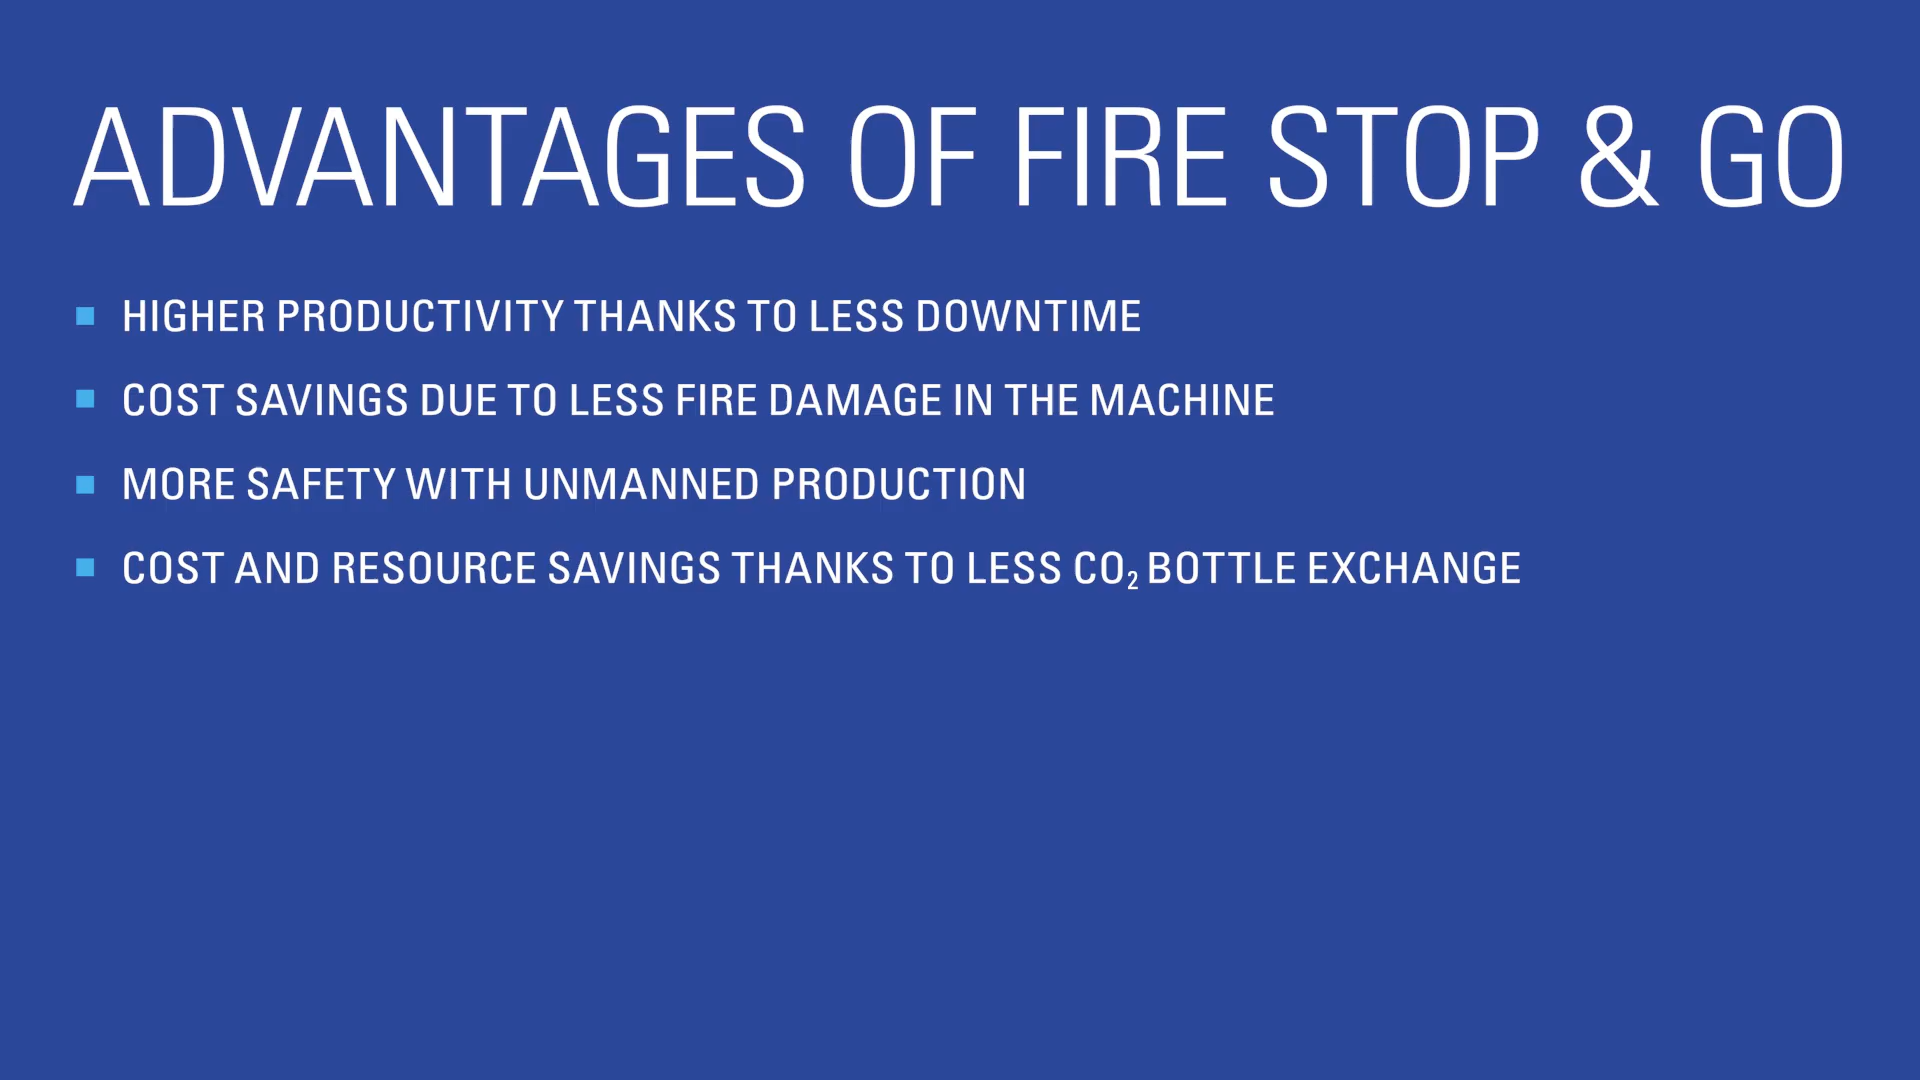 ADVANTAGES OF FIRE STOP & GO
HIGHER PRODUCTIVITY THANKS TO LESS DOWNTIME
COST SAVINGS DUE TO LESS FIRE DAMAGE IN THE MACHINE
MORE SAFETY WITH UNMANNED PRODUCTION
COST AND RESOURCE SAVINGS THANKS TO LESS CO₂ BOTTLE EXCHANGE